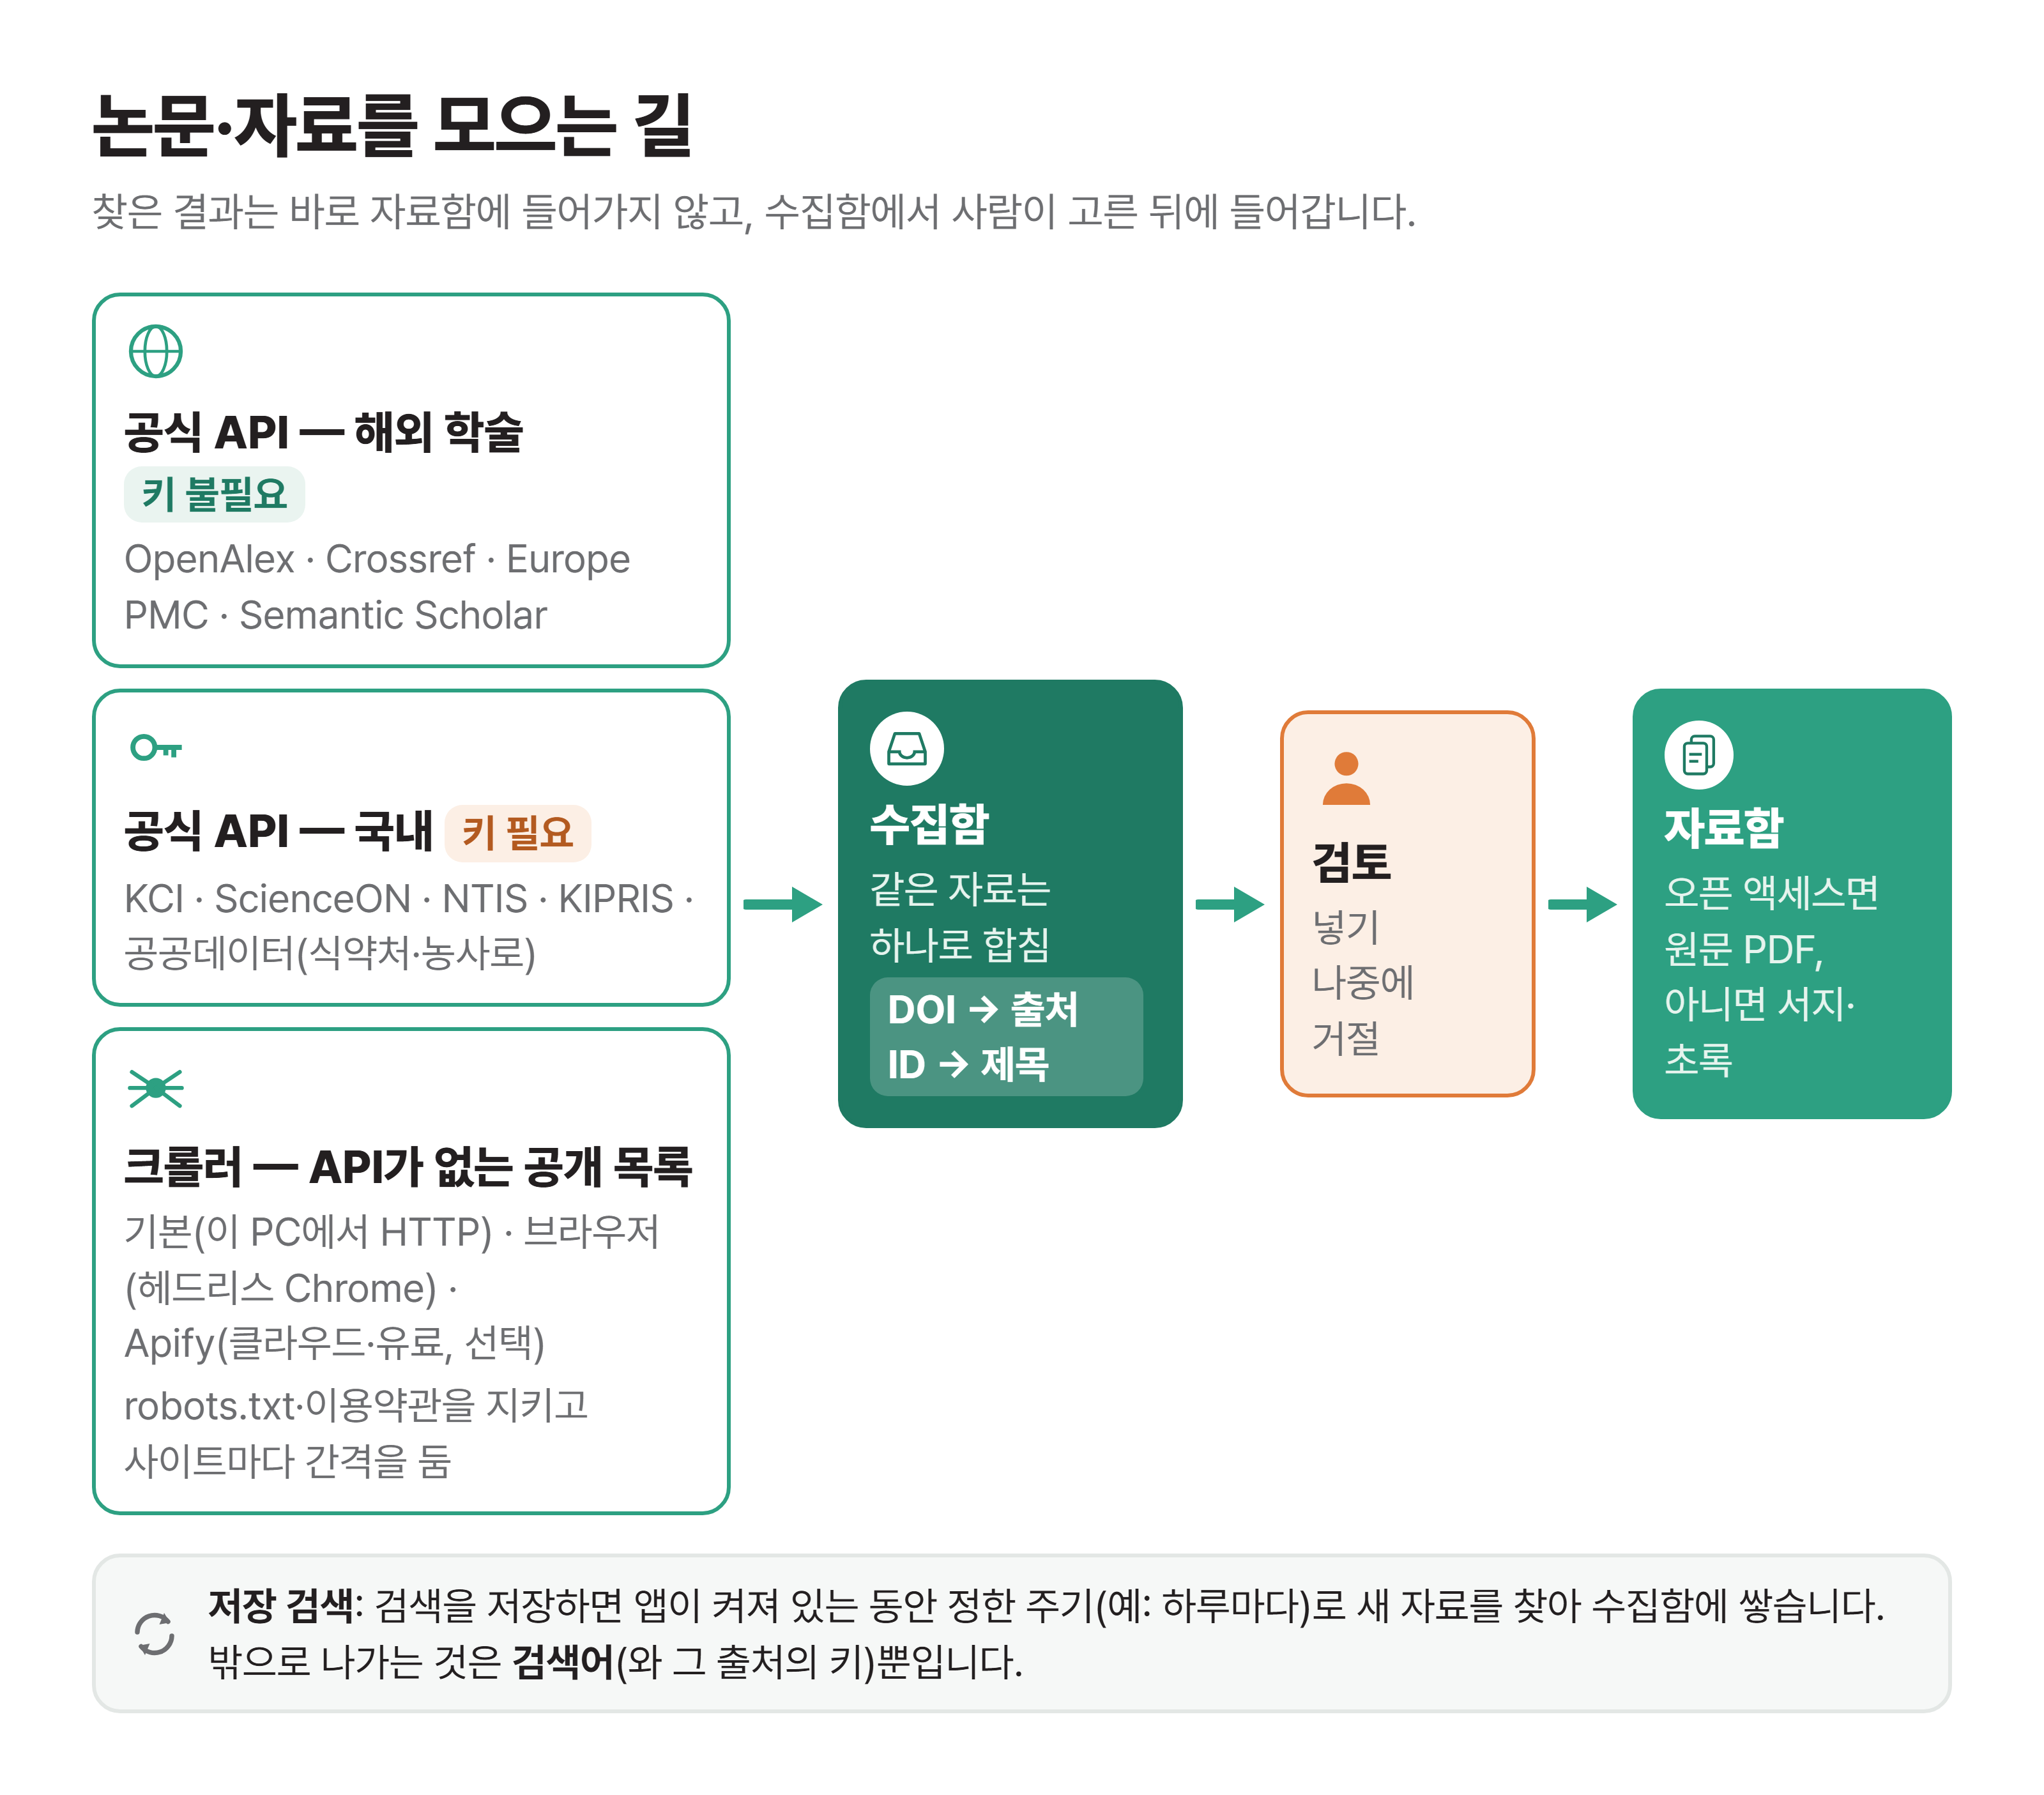 논문·자료를 모으는 길
찾은 결과는 바로 자료함에 들어가지 않고, 수집함에서 사람이 고른 뒤에 들어갑니다.
공식 API — 해외 학술
키 불필요
OpenAlex · Crossref · Europe
PMC · Semantic Scholar
공식 API — 국내 키 필요
KCI · ScienceON · NTIS · KIPRIS ·
공공데이터(식약처·농사로)
크롤러 — API가 없는 공개 목록
기본(이 PC에서 HTTP) · 브라우저
(헤드리스 Chrome) ·
Apify(클라우드·유료, 선택)
robots.txt·이용약관을 지키고
사이트마다 간격을 둠
수집함
같은 자료는
하나로 합침
DOI → 출처
ID → 제목
검토
넣기
나중에
거절
자료함
오픈 액세스면
원문 PDF,
아니면 서지·
초록
저장 검색: 검색을 저장하면 앱이 켜져 있는 동안 정한 주기(예: 하루마다)로 새 자료를 찾아 수집함에 쌓습니다.
밖으로 나가는 것은 검색어(와 그 출처의 키)뿐입니다.